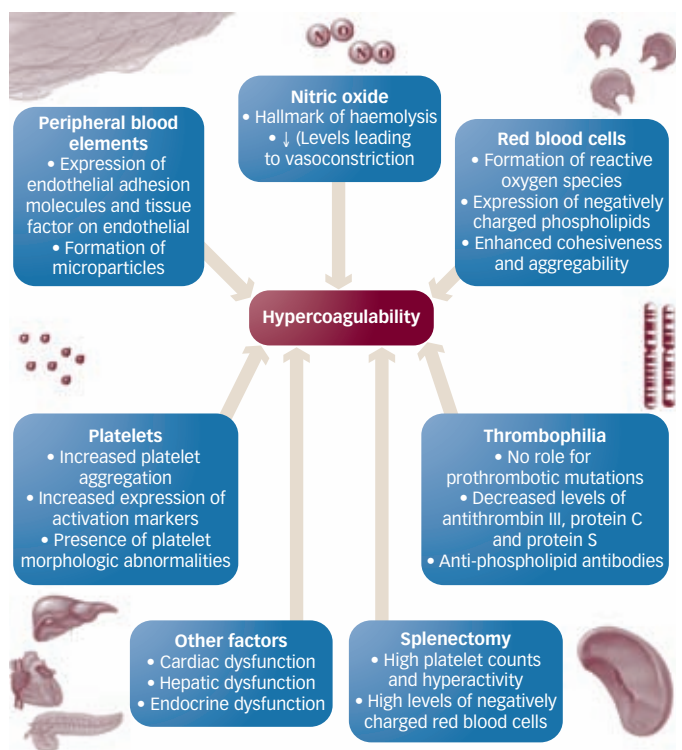 N O
N O
Nitric oxide
• Hallmark of haemolysis
• ↓ (Levels leading
to vasoconstriction
Peripheral blood
elements
• Expression of
endothelial adhesion
molecules and tissue
factor on endothelial
• Formation of
microparticles
Red blood cells
• Formation of reactive
oxygen species
• Expression of negatively
charged phospholipids
• Enhanced cohesiveness
and aggregability
Hypercoagulability
Platelets
• Increased platelet
aggregation
• Increased expression of
activation markers
• Presence of platelet
morphologic abnormalities
Thrombophilia
• No role for
prothrombotic mutations
• Decreased levels of
antithrombin III, protein C
and protein S
• Anti-phospholipid antibodies
Other factors
• Cardiac dysfunction
• Hepatic dysfunction
• Endocrine dysfunction
Splenectomy
• High platelet counts
and hyperactivity
• High levels of negatively
charged red blood cells